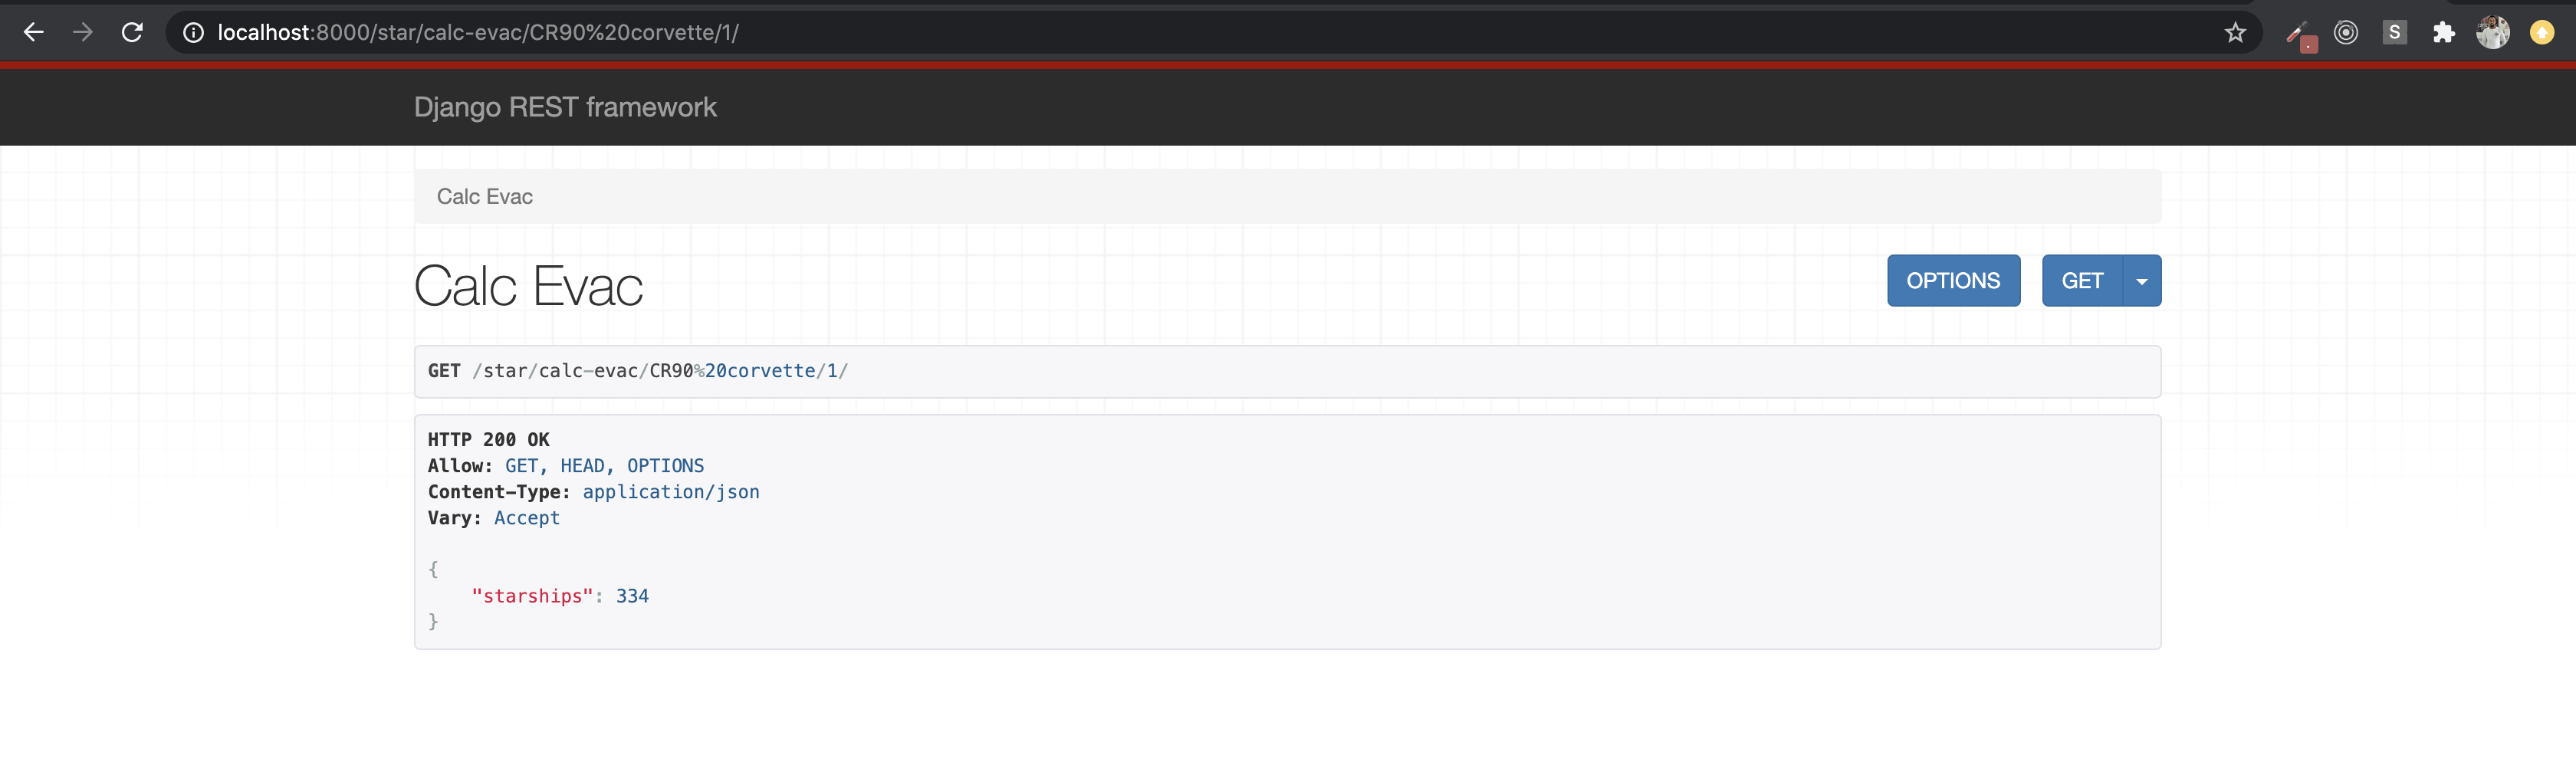 localhost:8000/star/calc-evac/CR90%20corvette/1/
S
Django REST framework
Calc Evac
Calc Evac
OPTIONS
GET
GET /star/calc-evac/CR90%20corvette/1/
HTTP 200 OK
Allow: GET, HEAD, OPTIONS
Content-Type: application/json
Vary: Accept
{
"starships": 334
}